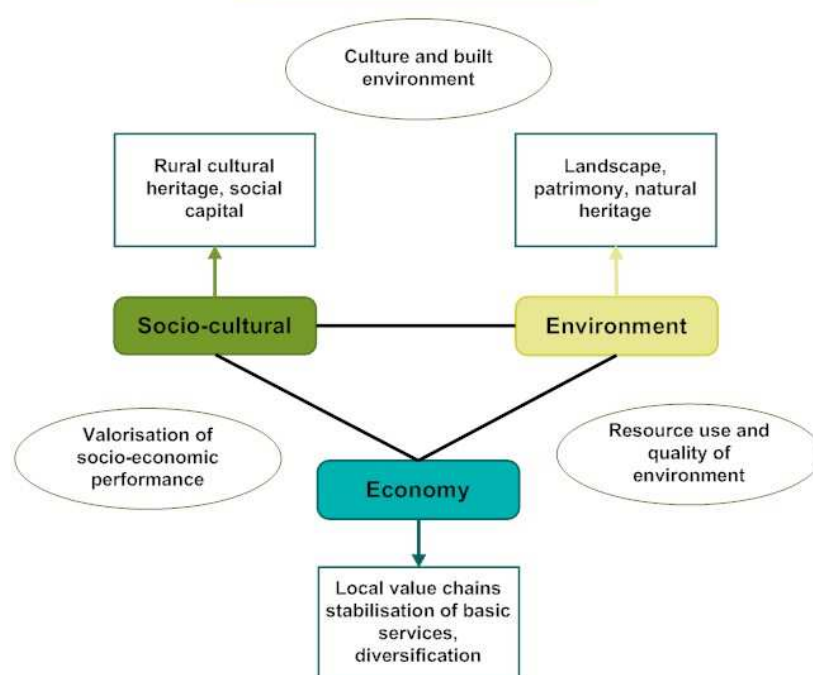 Culture and built
environment
Rural cultural
heritage, social
capital
Landscape,
patrimony, natural
heritage
Socio-cultural
Environment
Valorisation of
socio-economic
performance
Resource use and
quality of
environment
Economy
Local value chains
stabilisation of basic
services,
diversification